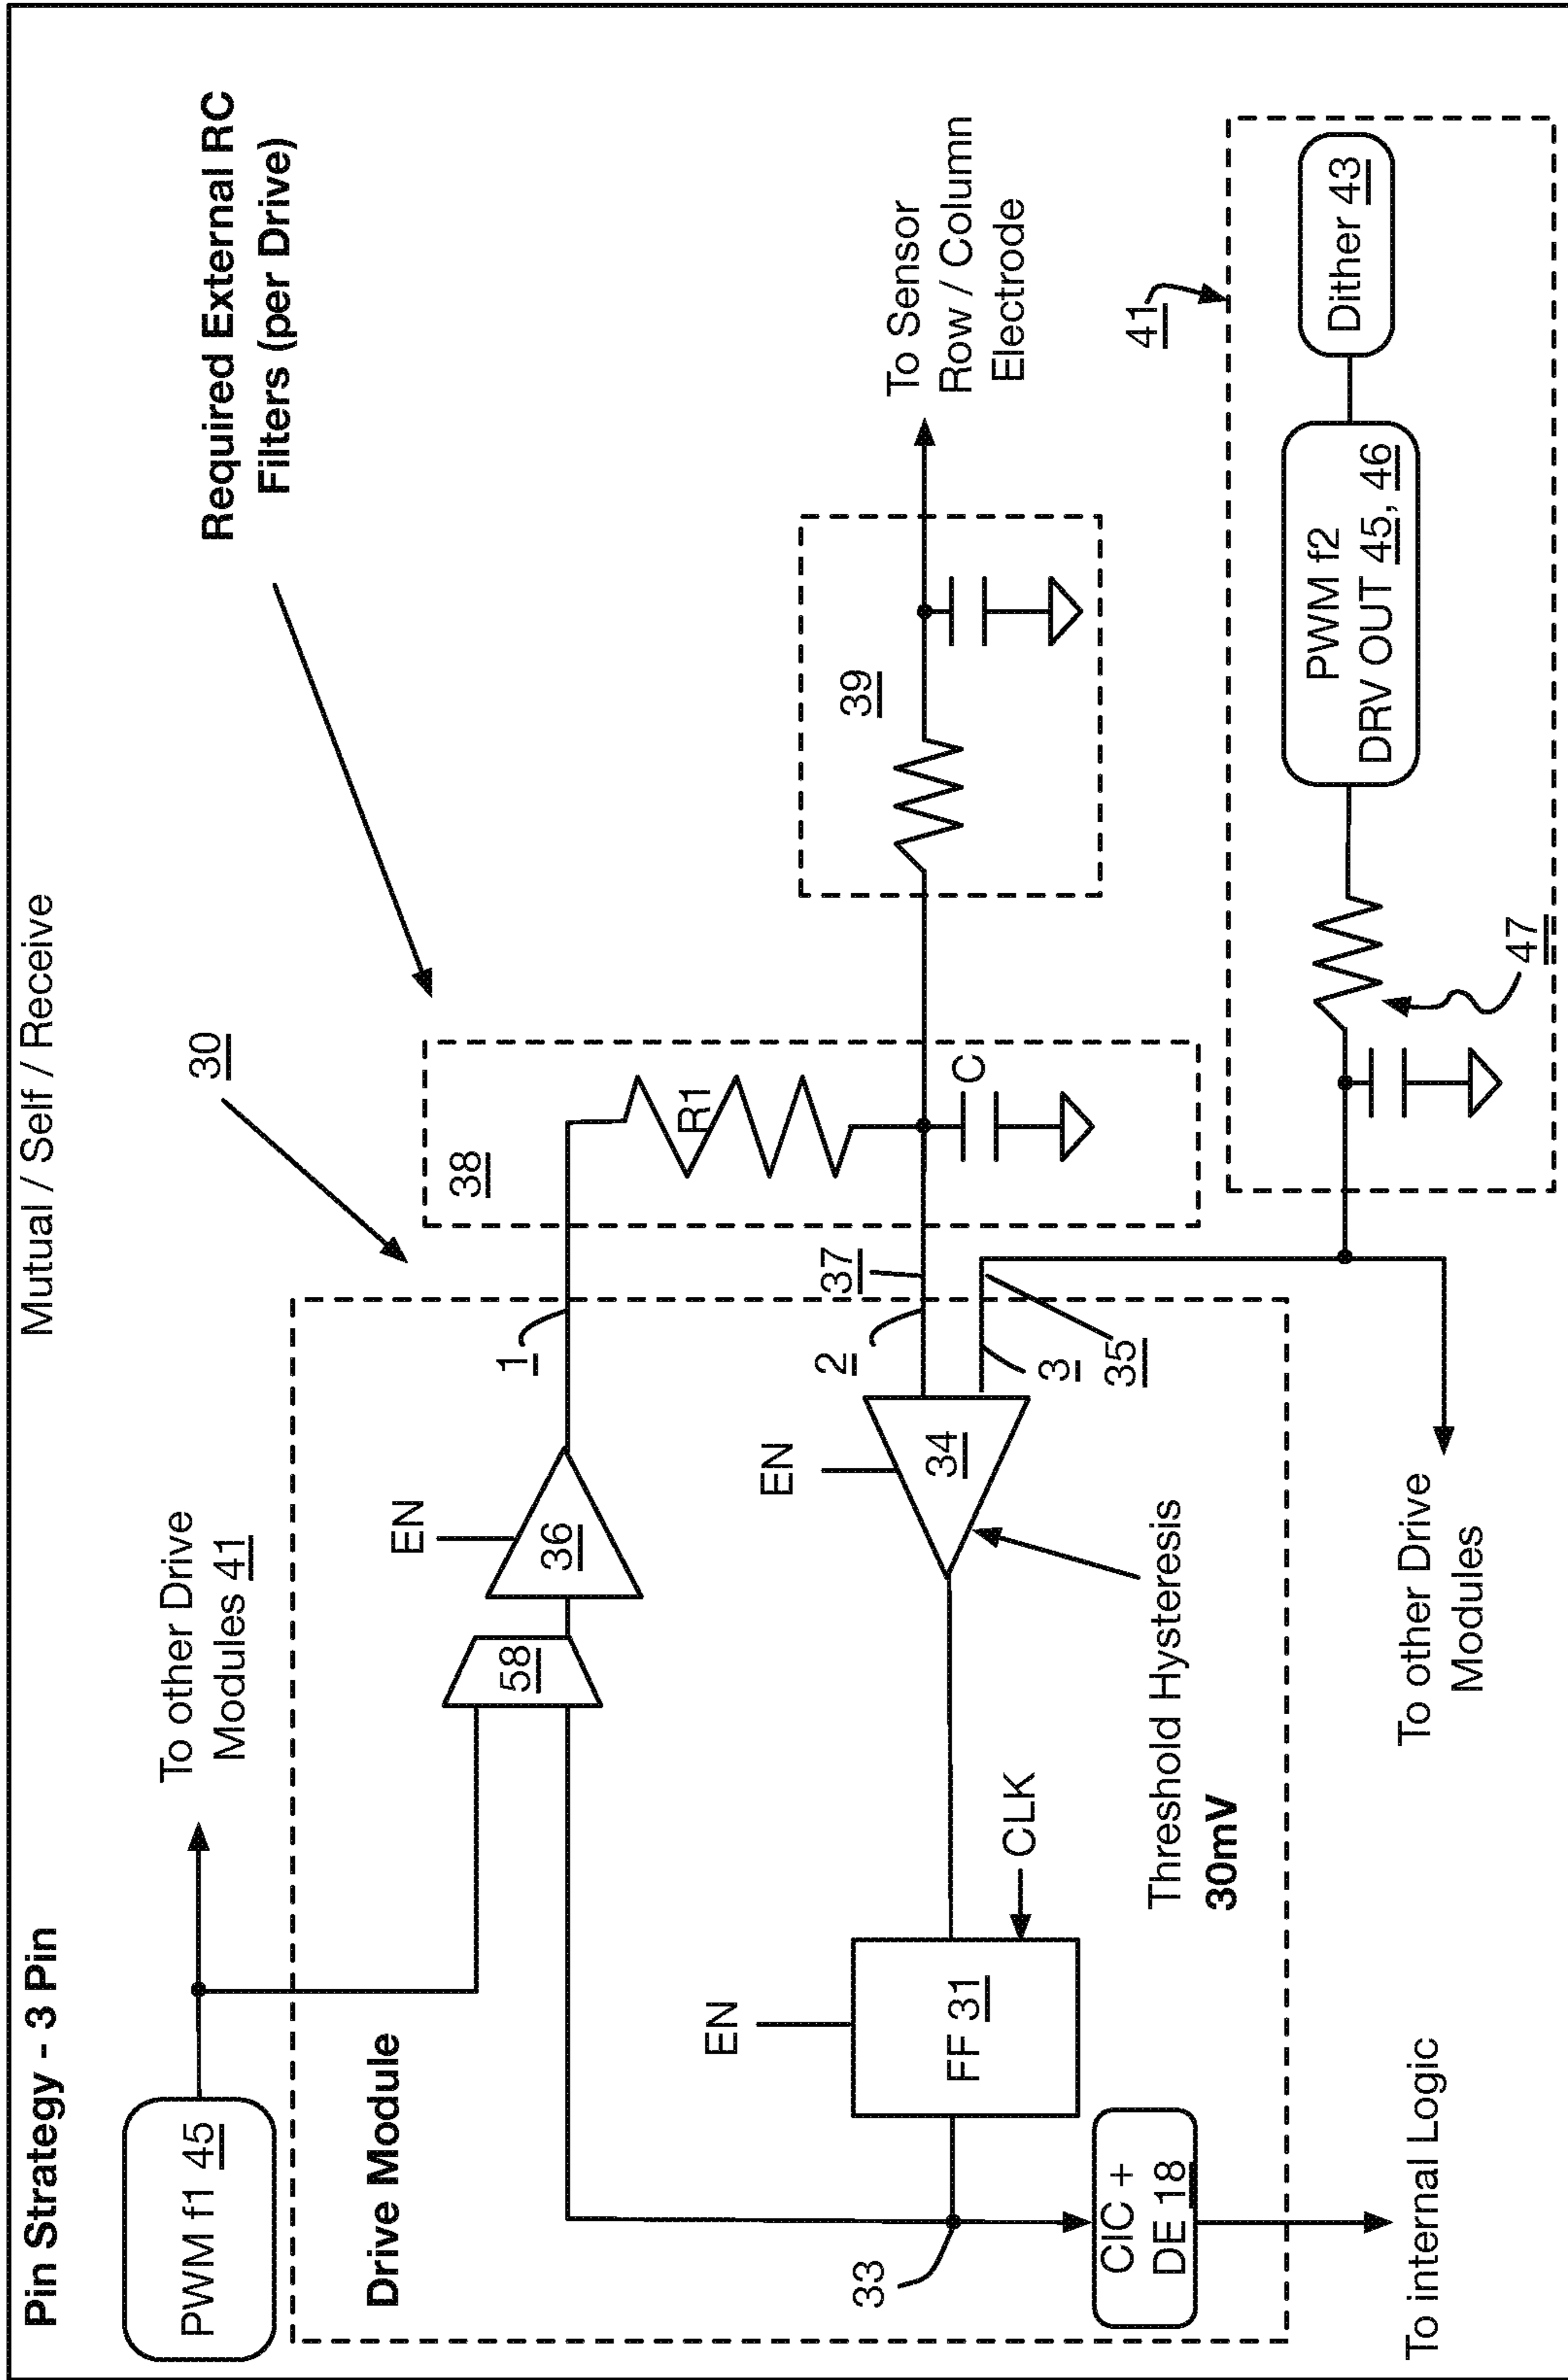 Mutual / Self / Receive
Pin Strategy - 3 Pin
PWM f1 45
To other Drive
Modules 41
30
Required External RC
Filters (per Drive)
Drive Module
EN
58
36
1
38
R1
C
39
To Sensor
Row / Column
Electrode
EN
FF 31
CLK
EN
34
2
37
3
35
33
CIC +
DE 18
Threshold Hysteresis
30mV
41
PWM f2
DRV OUT 45, 46
Dither 43
47
To internal Logic
To other Drive
Modules